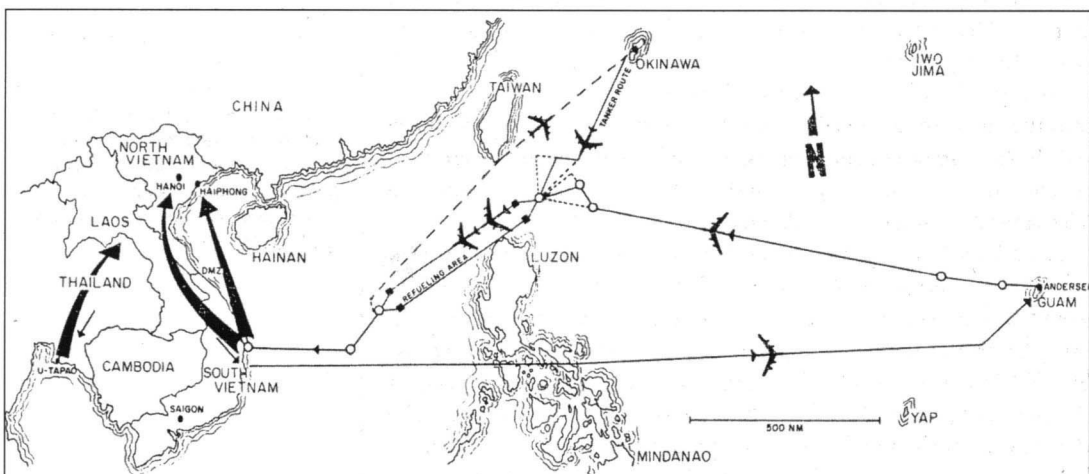 OKINAWA
IWO
JIMA
TAIWAN
TANKER ROUTE
CHINA
N
NORTH
VIETNAM
HANOI
HAIPHONG
LAOS
HAINAN
LUZON
REFUELING AREA
DMZ
THAILAND
ANDERSEN
GUAM
CAMBODIA
U-TAPAO
SOUTH
VIETNAM
SAIGON
500 NM
YAP
MINDANAO